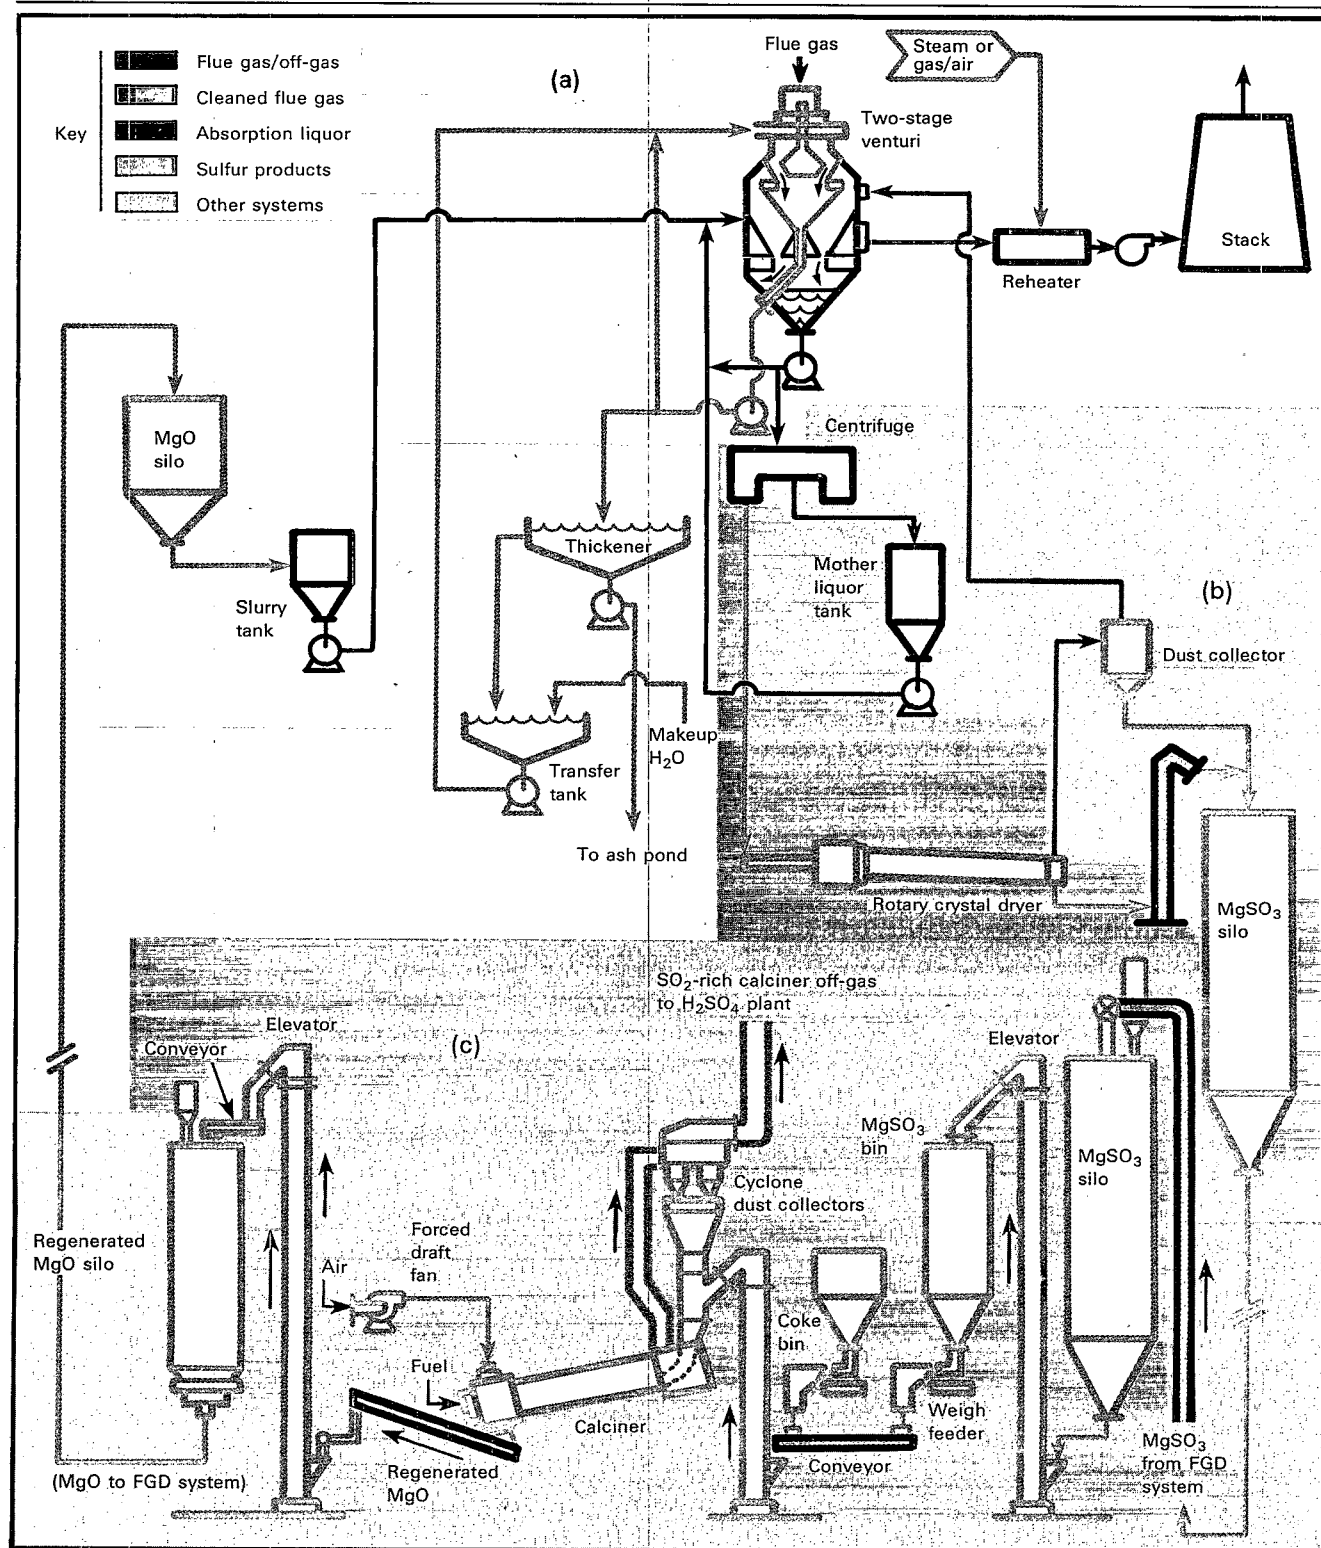 Key
Flue gas/off-gas
Cleaned flue gas
Absorption liquor
Sulfur products
Other systems
(a)
Flue gas
Steam or
gas/air
Two-stage
venturi
Stack
Reheater
MgO
silo
Slurry
tank
Centrifuge
Thickener
Mother
liquor
tank
(b)
Dust collector
Makeup
H2O
Transfer
tank
To ash pond
Rotary crystal dryer
MgSO3
silo
SO2-rich calciner off-gas
to H2SO4 plant
Elevator
Conveyor
(c)
Elevator
MgSO3
bin
MgSO3
silo
Cyclone
dust collectors
Regenerated
MgO silo
Forced
draft
fan
Air
Coke
bin
Fuel
Calciner
Weigh
feeder
Conveyor
Regenerated
MgO
(MgO to FGD system)
MgSO3
from FGD
system